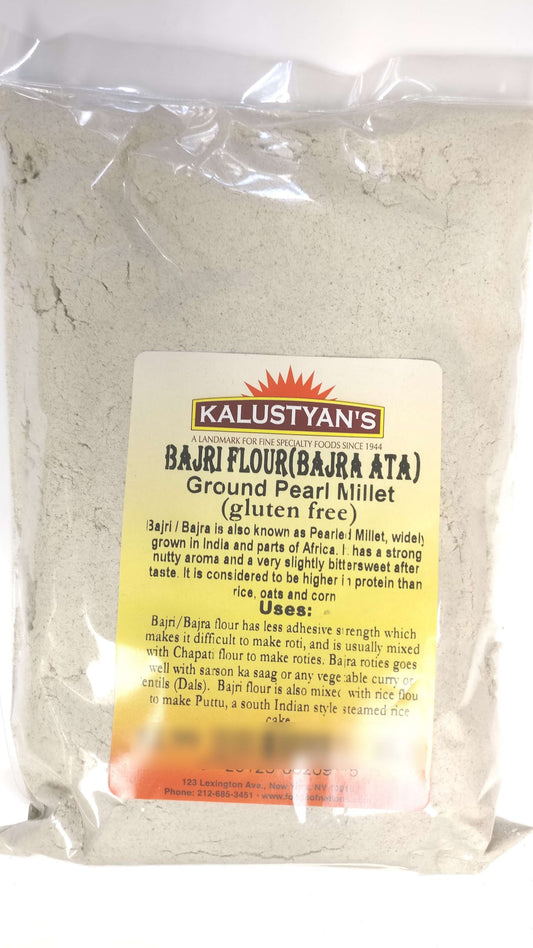 KALUSTYAN'S
A LANDMARK FOR FINE SPECIALTY FOODS SINCE 1944
BAJRI FLOUR(BAJRA ATA)
Ground Pearl Millet
(gluten free)
Bajri / Bajra is also known as Pearled Millet, widely
grown in India and parts of Africa. It has a strong
nutty aroma and a very slightly bittersweet after
taste. It is considered to be higher in protein than
rice, oats and corn
Uses:
Bajri/Bajra flour has less adhesive strength which
makes it difficult to make roti, and is usually mixed
with Chapati flour to make roties. Bajra roties goes
well with sarson ka saag or any vegetable curry or
entils (Dals). Bajri flour is also mixed with rice flou
to make Puttu, a south Indian style steamed rice
cake
123 Lexington Ave., New York, NY
Phone: 212-685-3451 •